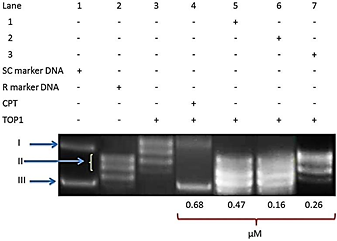 Lane 1 2 3 4 5 6 7
1 - - - - + - -
2 - - - - - + -
3 - - - - - - +
SC marker DNA + - - - - - -
R marker DNA - + - - - - -
CPT - - - + - - -
TOP1 - - + + + + +
I
II {
III
0.68 0.47 0.16 0.26
µM